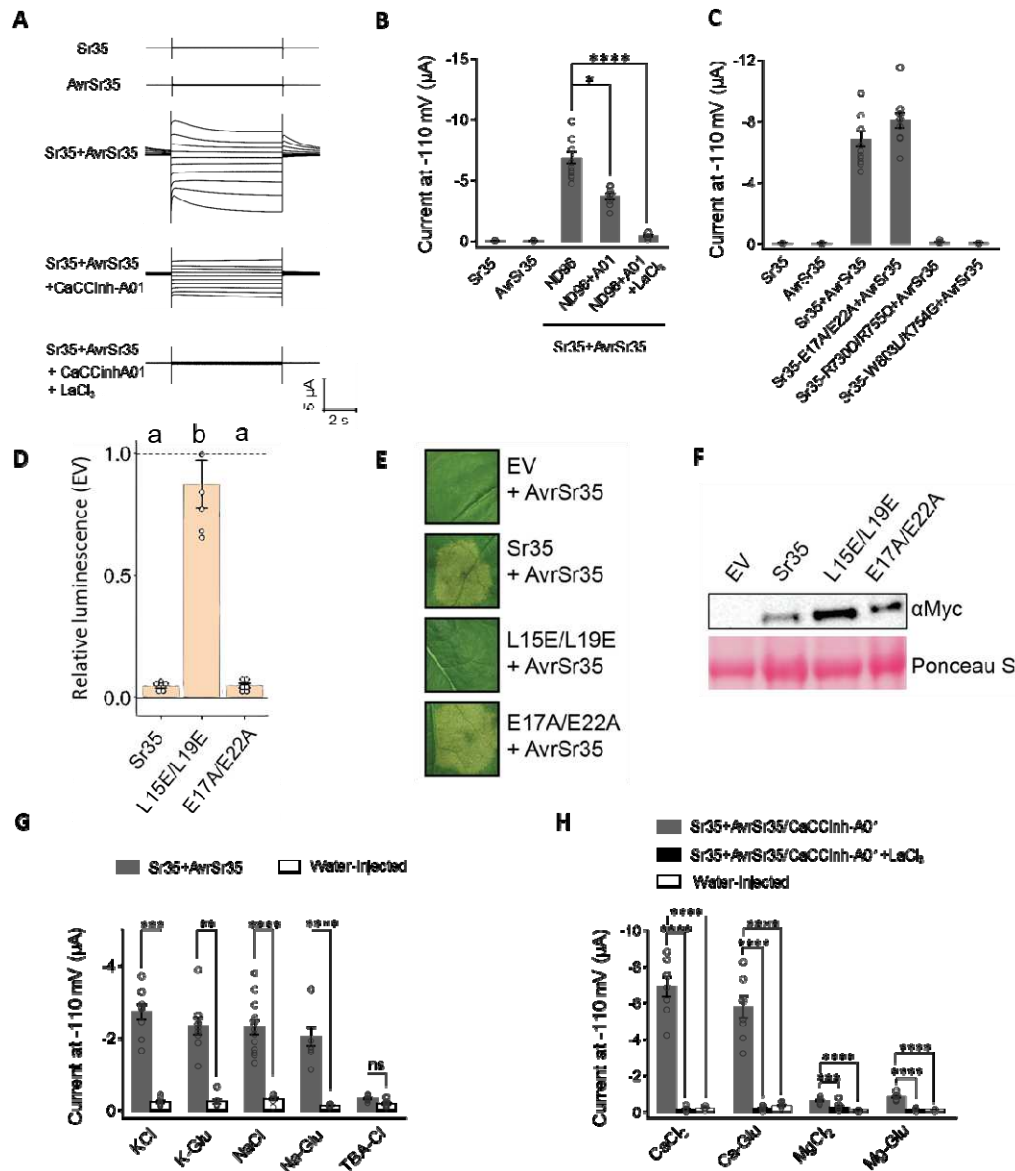 A
Sr35
AvrSr35
Sr35+AvrSr35
Sr35+AvrSr35
+CaCCinh-A01
Sr35+AvrSr35
+ CaCCinhA01
+ LaCl₃
5 µA
2 s
B
Current at -110 mV (µA)
-15
-10
-5
0
****
*
Sr35
AvrSr35
ND96
ND96+A01
ND96+A01
+LaCl₃
Sr35+AvrSr35
C
Current at -110 mV (µA)
-12
-8
-4
0
Sr35
AvrSr35
Sr35+AvrSr35
Sr35-E17A/E22A+AvrSr35
Sr35-R730D/R755D+AvrSr35
Sr35-W803L/K754G+AvrSr35
D
Relative luminescence (EV)
a b a
1.0
0.5
0.0
Sr35
L15E/L19E
E17A/E22A
E
EV
+ AvrSr35
Sr35
+ AvrSr35
L15E/L19E
+ AvrSr35
E17A/E22A
+ AvrSr35
F
EV
Sr35
L15E/L19E
E17A/E22A
αMyc
Ponceau S
G
Sr35+AvrSr35
Water-Injected
Current at -110 mV (µA)
-4
-2
0
*** ** **** ****
ns
KCl
K-Glu
NaCl
Na-Glu
TBA-Cl
H
Sr35+AvrSr35/CaCCInh-A0*
Sr35+AvrSr35/CaCCInh-A0*+LaCl₃
Water-Injected
Current at -110 mV (µA)
-10
-8
-6
-4
-2
0
**** ****
**** ****
**** ****
*** ****
CaCl₂
Ca-Glu
MgCl₂
Mg-Glu